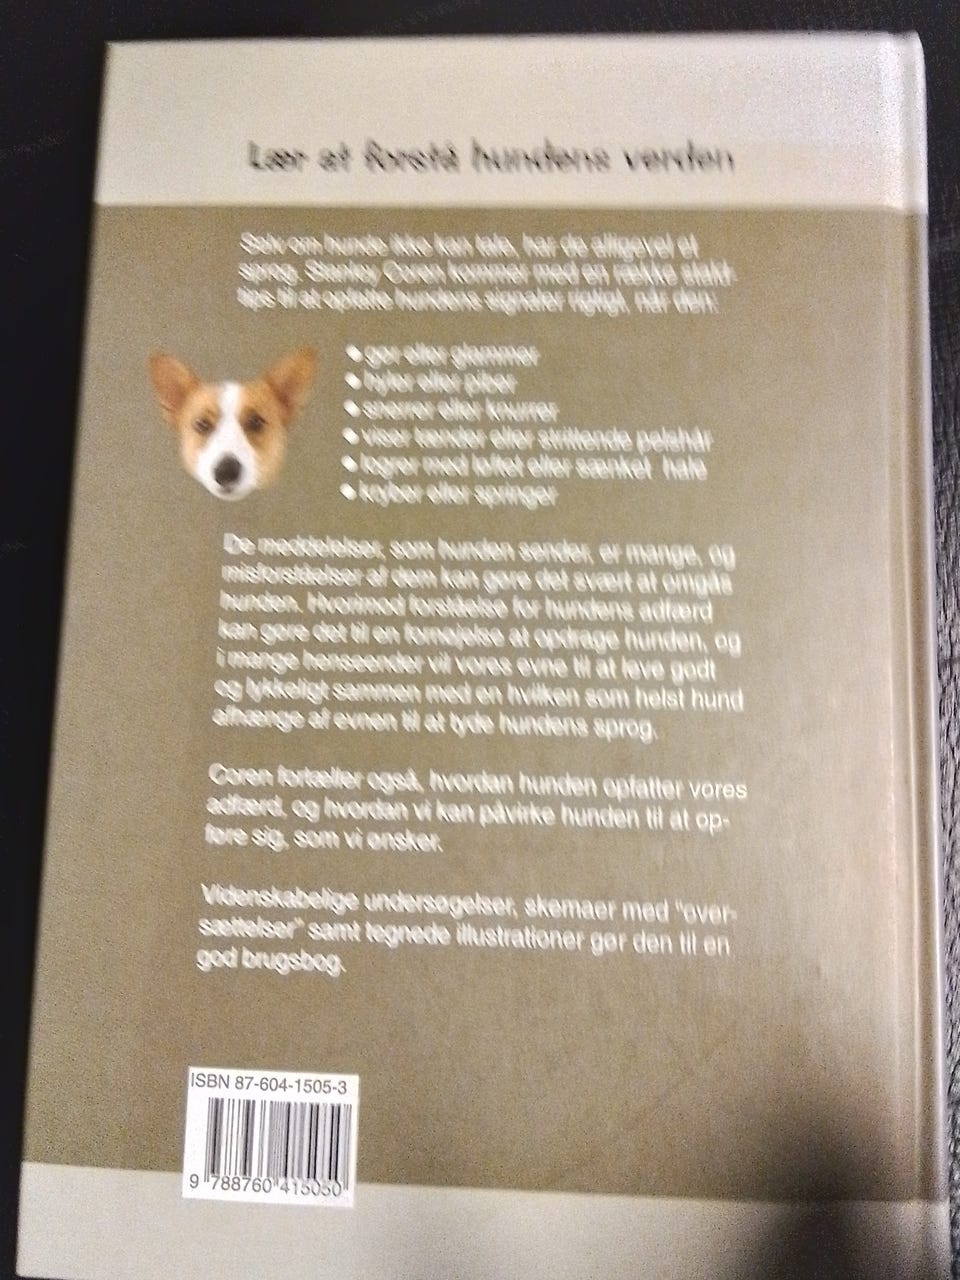 Lær at forstå hundens verden
Selv om hunde ikke kan tale, har de alligevel et
sprog. Stanley Coren kommer med en række stald-
tips til at opfatte hundens signaler rigtigt, når den:
• gør eller glammer
• hyler eller piber
• snerrer eller knurrer
• viser tænder eller strittende pelshår
• logrer med løftet eller sænket hale
• kryber eller springer
De meddelelser, som hunden sender, er mange, og
misforståelser af dem kan gøre det svært at omgås
hunden. Hvorimod forståelse for hundens adfærd
kan gøre det til en fornøjelse at opdrage hunden, og
i mange henseender vil vores evne til at leve godt
og lykkeligt sammen med en hvilken som helst hund
afhænge af evnen til at tyde hundens sprog.
Coren fortæller også, hvordan hunden opfatter vores
adfærd, og hvordan vi kan påvirke hunden til at op-
føre sig, som vi ønsker.
Videnskabelige undersøgelser, skemaer med "over-
sættelser" samt tegnede illustrationer gør den til en
god brugsbog.
ISBN 87-604-1505-3
9 788760 415050